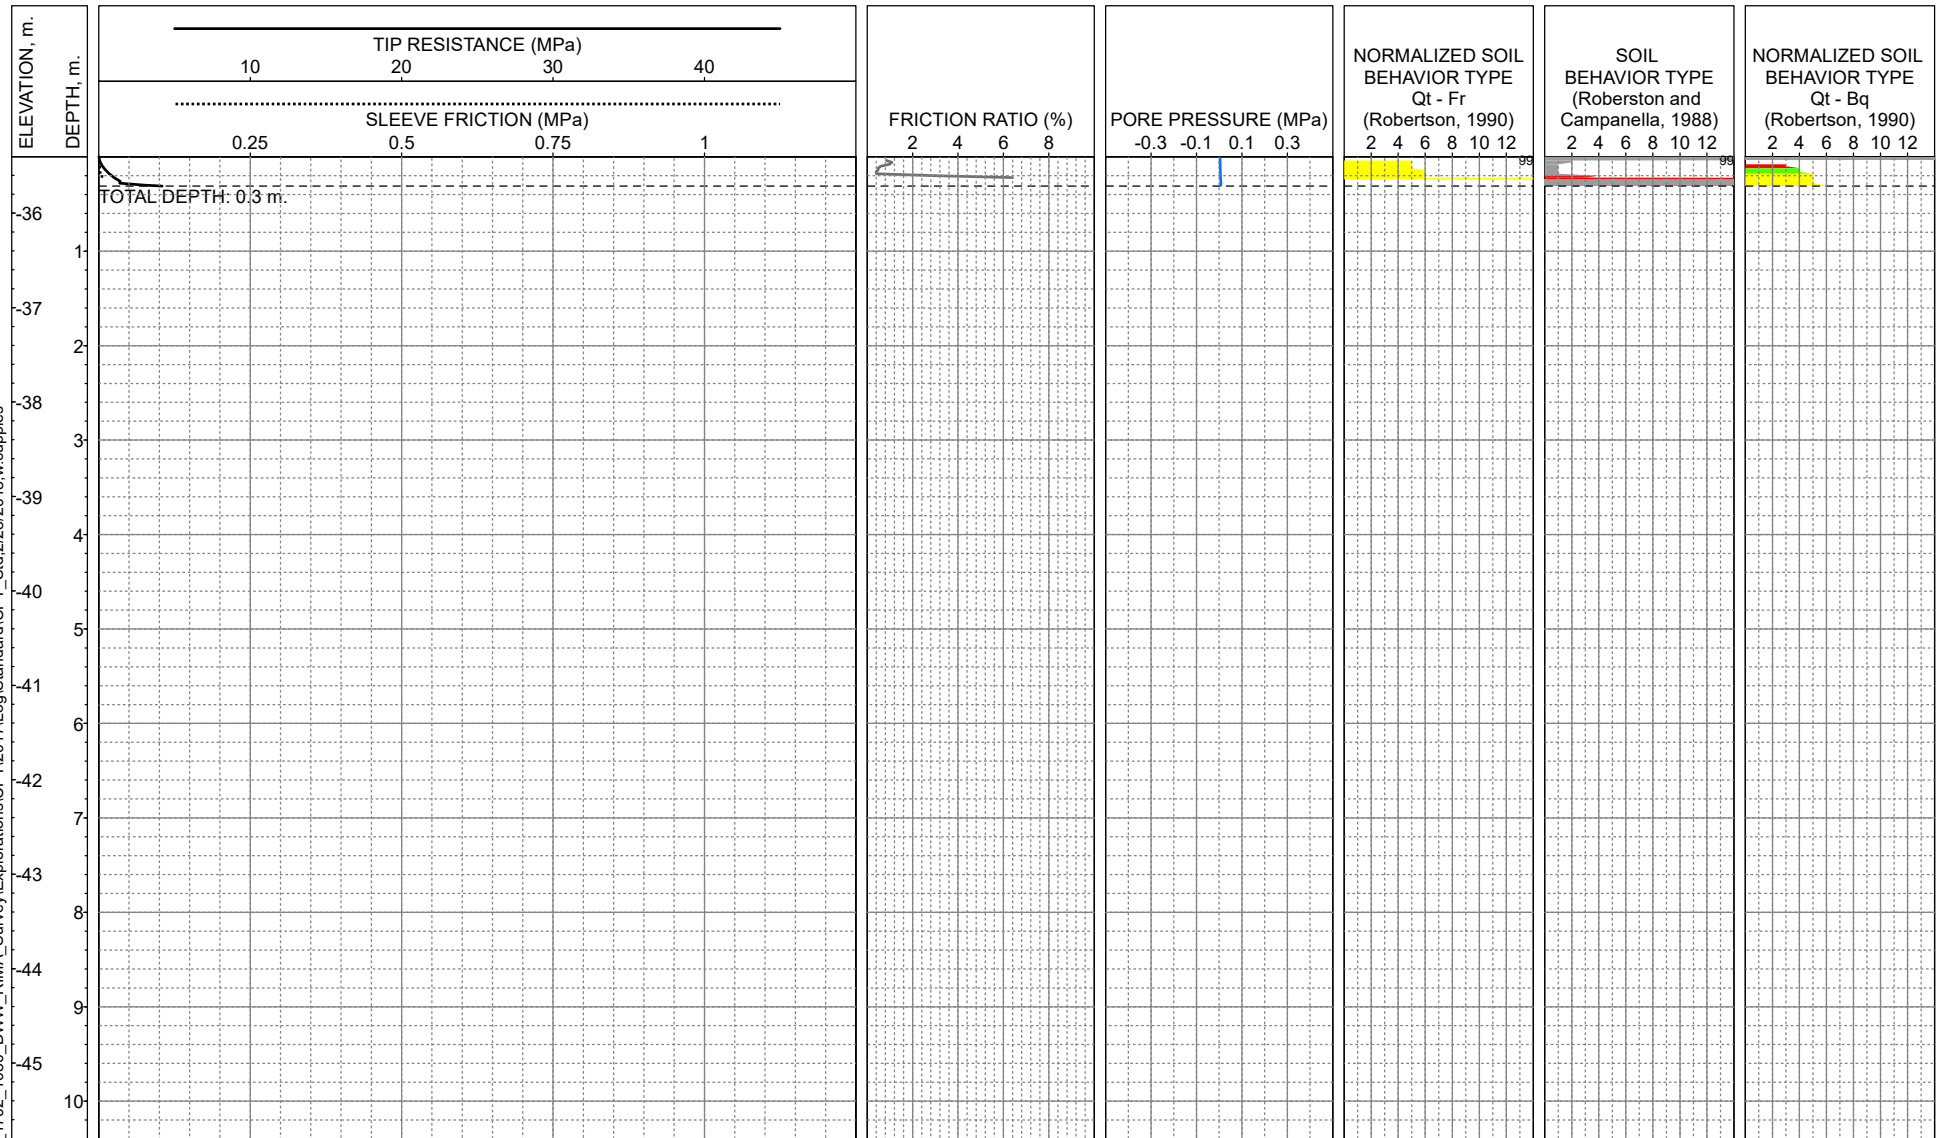 ELEVATION, m.
DEPTH, m.
TIP RESISTANCE (MPa)
10 20 30 40
SLEEVE FRICTION (MPa)
0.25 0.5 0.75 1
FRICTION RATIO (%)
2 4 6 8
PORE PRESSURE (MPa)
-0.3 -0.1 0.1 0.3
NORMALIZED SOIL
BEHAVIOR TYPE
Qt - Fr
(Robertson, 1990)
2 4 6 8 10 12
99
SOIL
BEHAVIOR TYPE
(Roberston and
Campanella, 1988)
2 4 6 8 10 12
99
NORMALIZED SOIL
BEHAVIOR TYPE
Qt - Bq
(Robertson, 1990)
2 4 6 8 10 12
TOTAL DEPTH: 0.3 m.
-36
1
-37
2
-38
3
-39
4
-40
5
-41
6
-42
7
-43
8
-44
9
-45
10